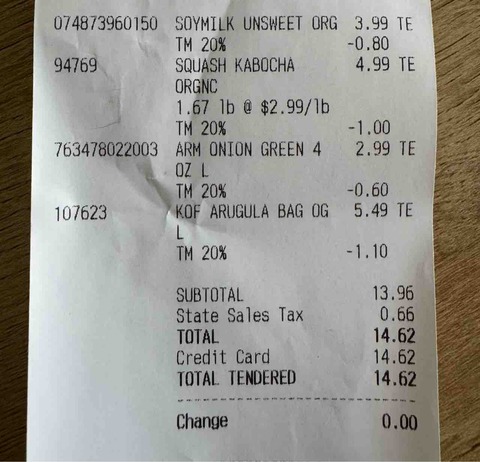 074873960150 SOYMILK UNSWEET ORG 3.99 TE
TM 20% -0.80
94769 SQUASH KABOCHA 4.99 TE
ORGNC
1.67 lb @ $2.99/lb
TM 20% -1.00
763478022003 ARM ONION GREEN 4 2.99 TE
OZ L
TM 20% -0.60
107623 KOF ARUGULA BAG OG 5.49 TE
L
TM 20% -1.10
SUBTOTAL 13.96
State Sales Tax 0.66
TOTAL 14.62
Credit Card 14.62
TOTAL TENDERED 14.62
Change 0.00